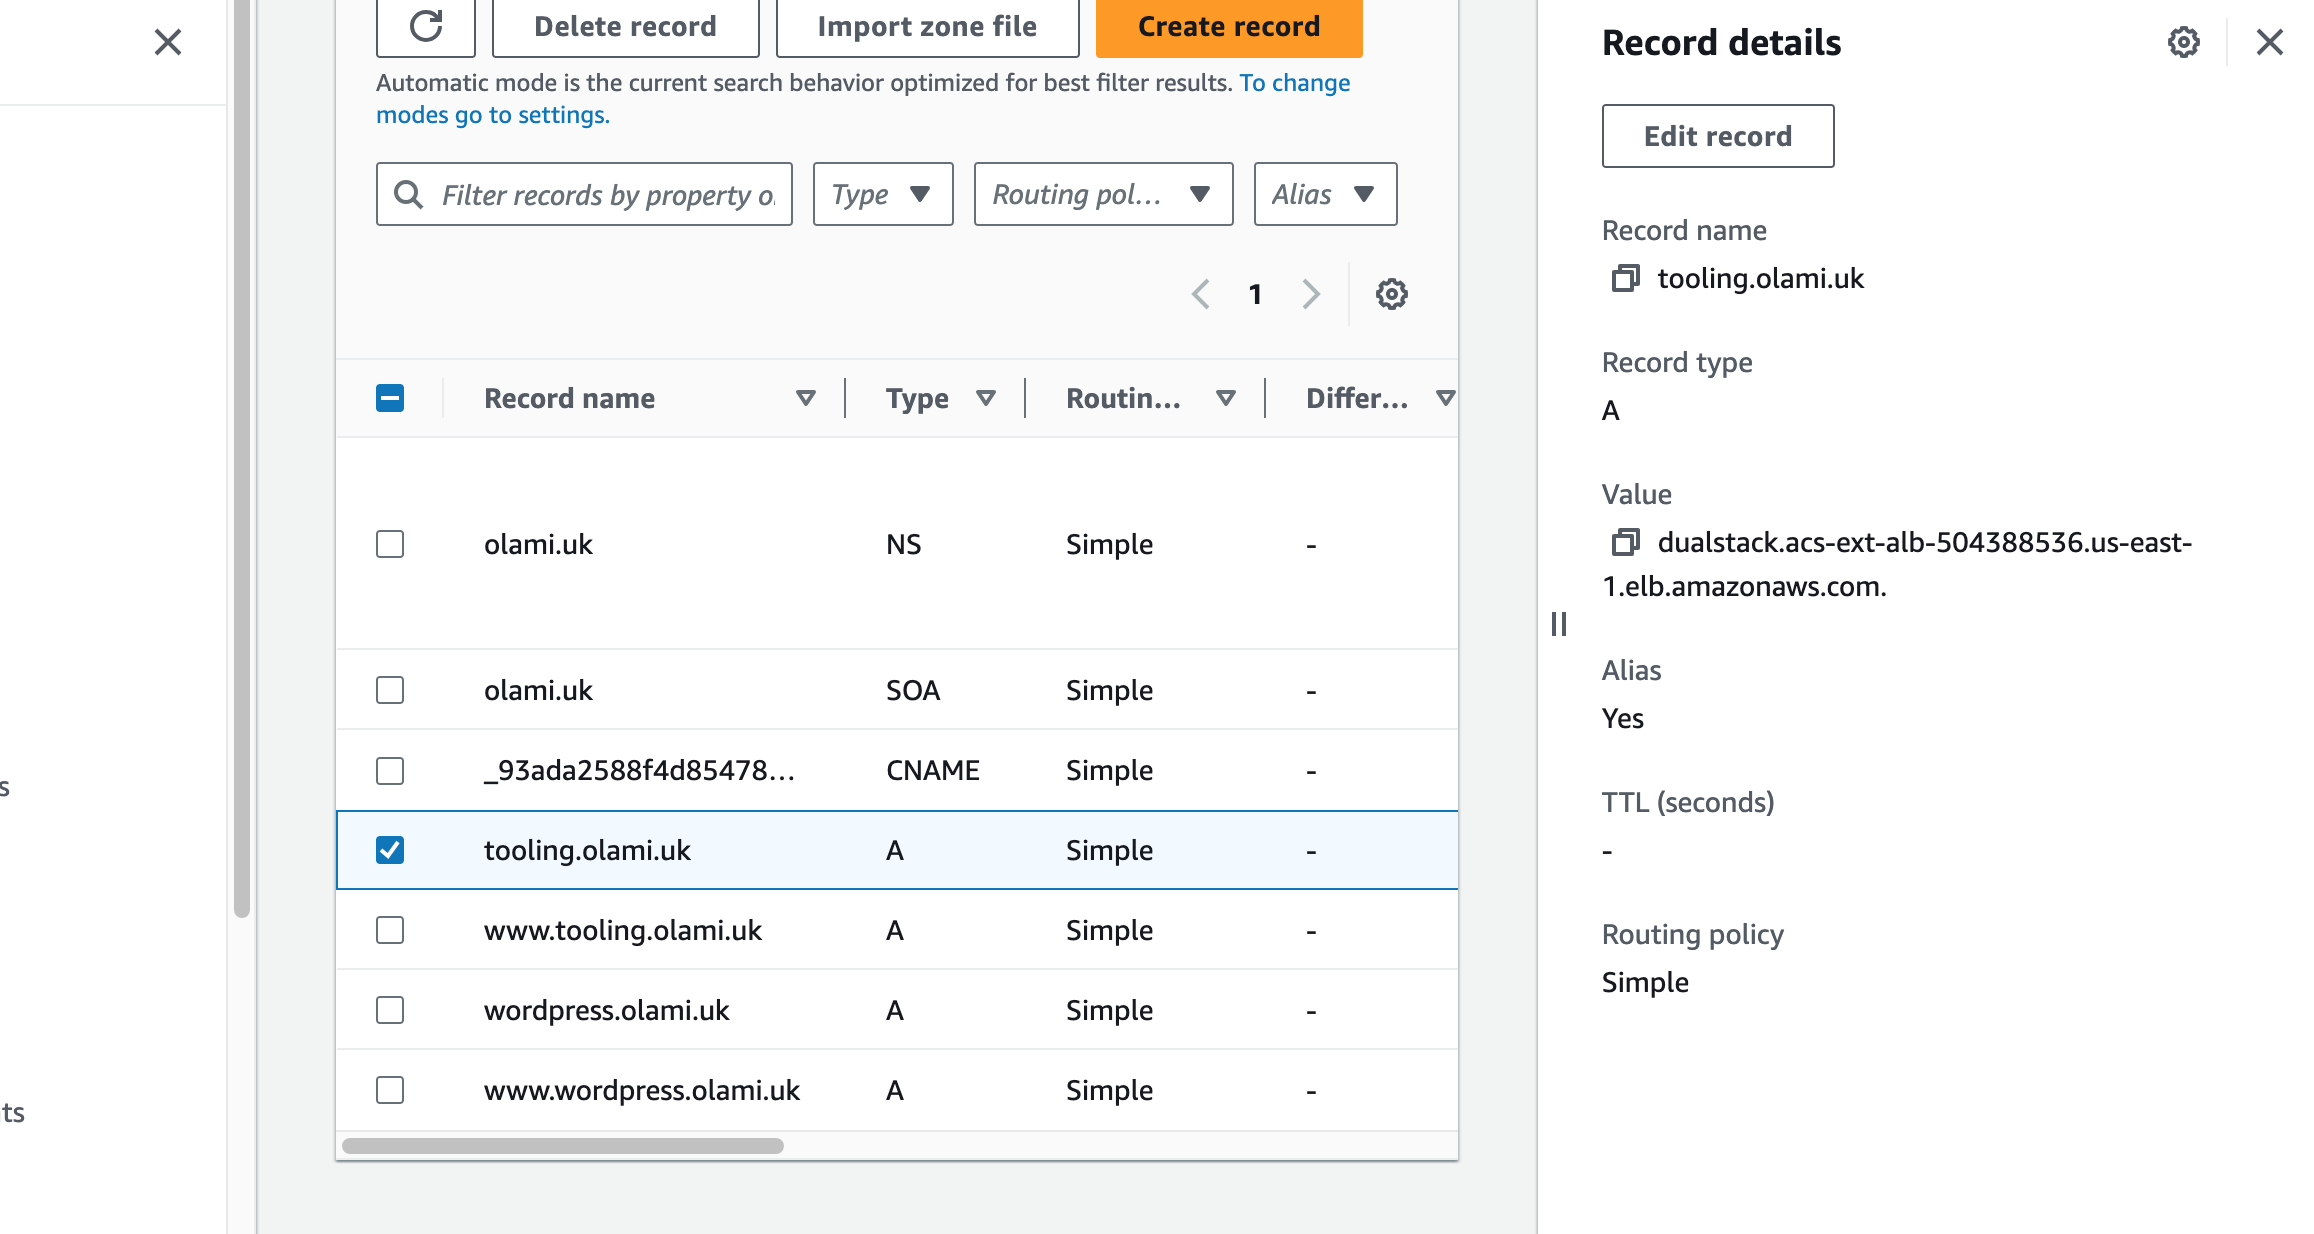 Delete record
Import zone file
Create record
Automatic mode is the current search behavior optimized for best filter results. To change
modes go to settings.
Filter records by property o
Type
Routing pol...
Alias
1
Record name
Type
Routin...
Differ...
olami.uk NS Simple -
olami.uk SOA Simple -
_93ada2588f4d85478... CNAME Simple -
tooling.olami.uk A Simple -
www.tooling.olami.uk A Simple -
wordpress.olami.uk A Simple -
www.wordpress.olami.uk A Simple -
s
ts
Record details
Edit record
Record name
tooling.olami.uk
Record type
A
Value
dualstack.acs-ext-alb-504388536.us-east-
1.elb.amazonaws.com.
Alias
Yes
TTL (seconds)
-
Routing policy
Simple